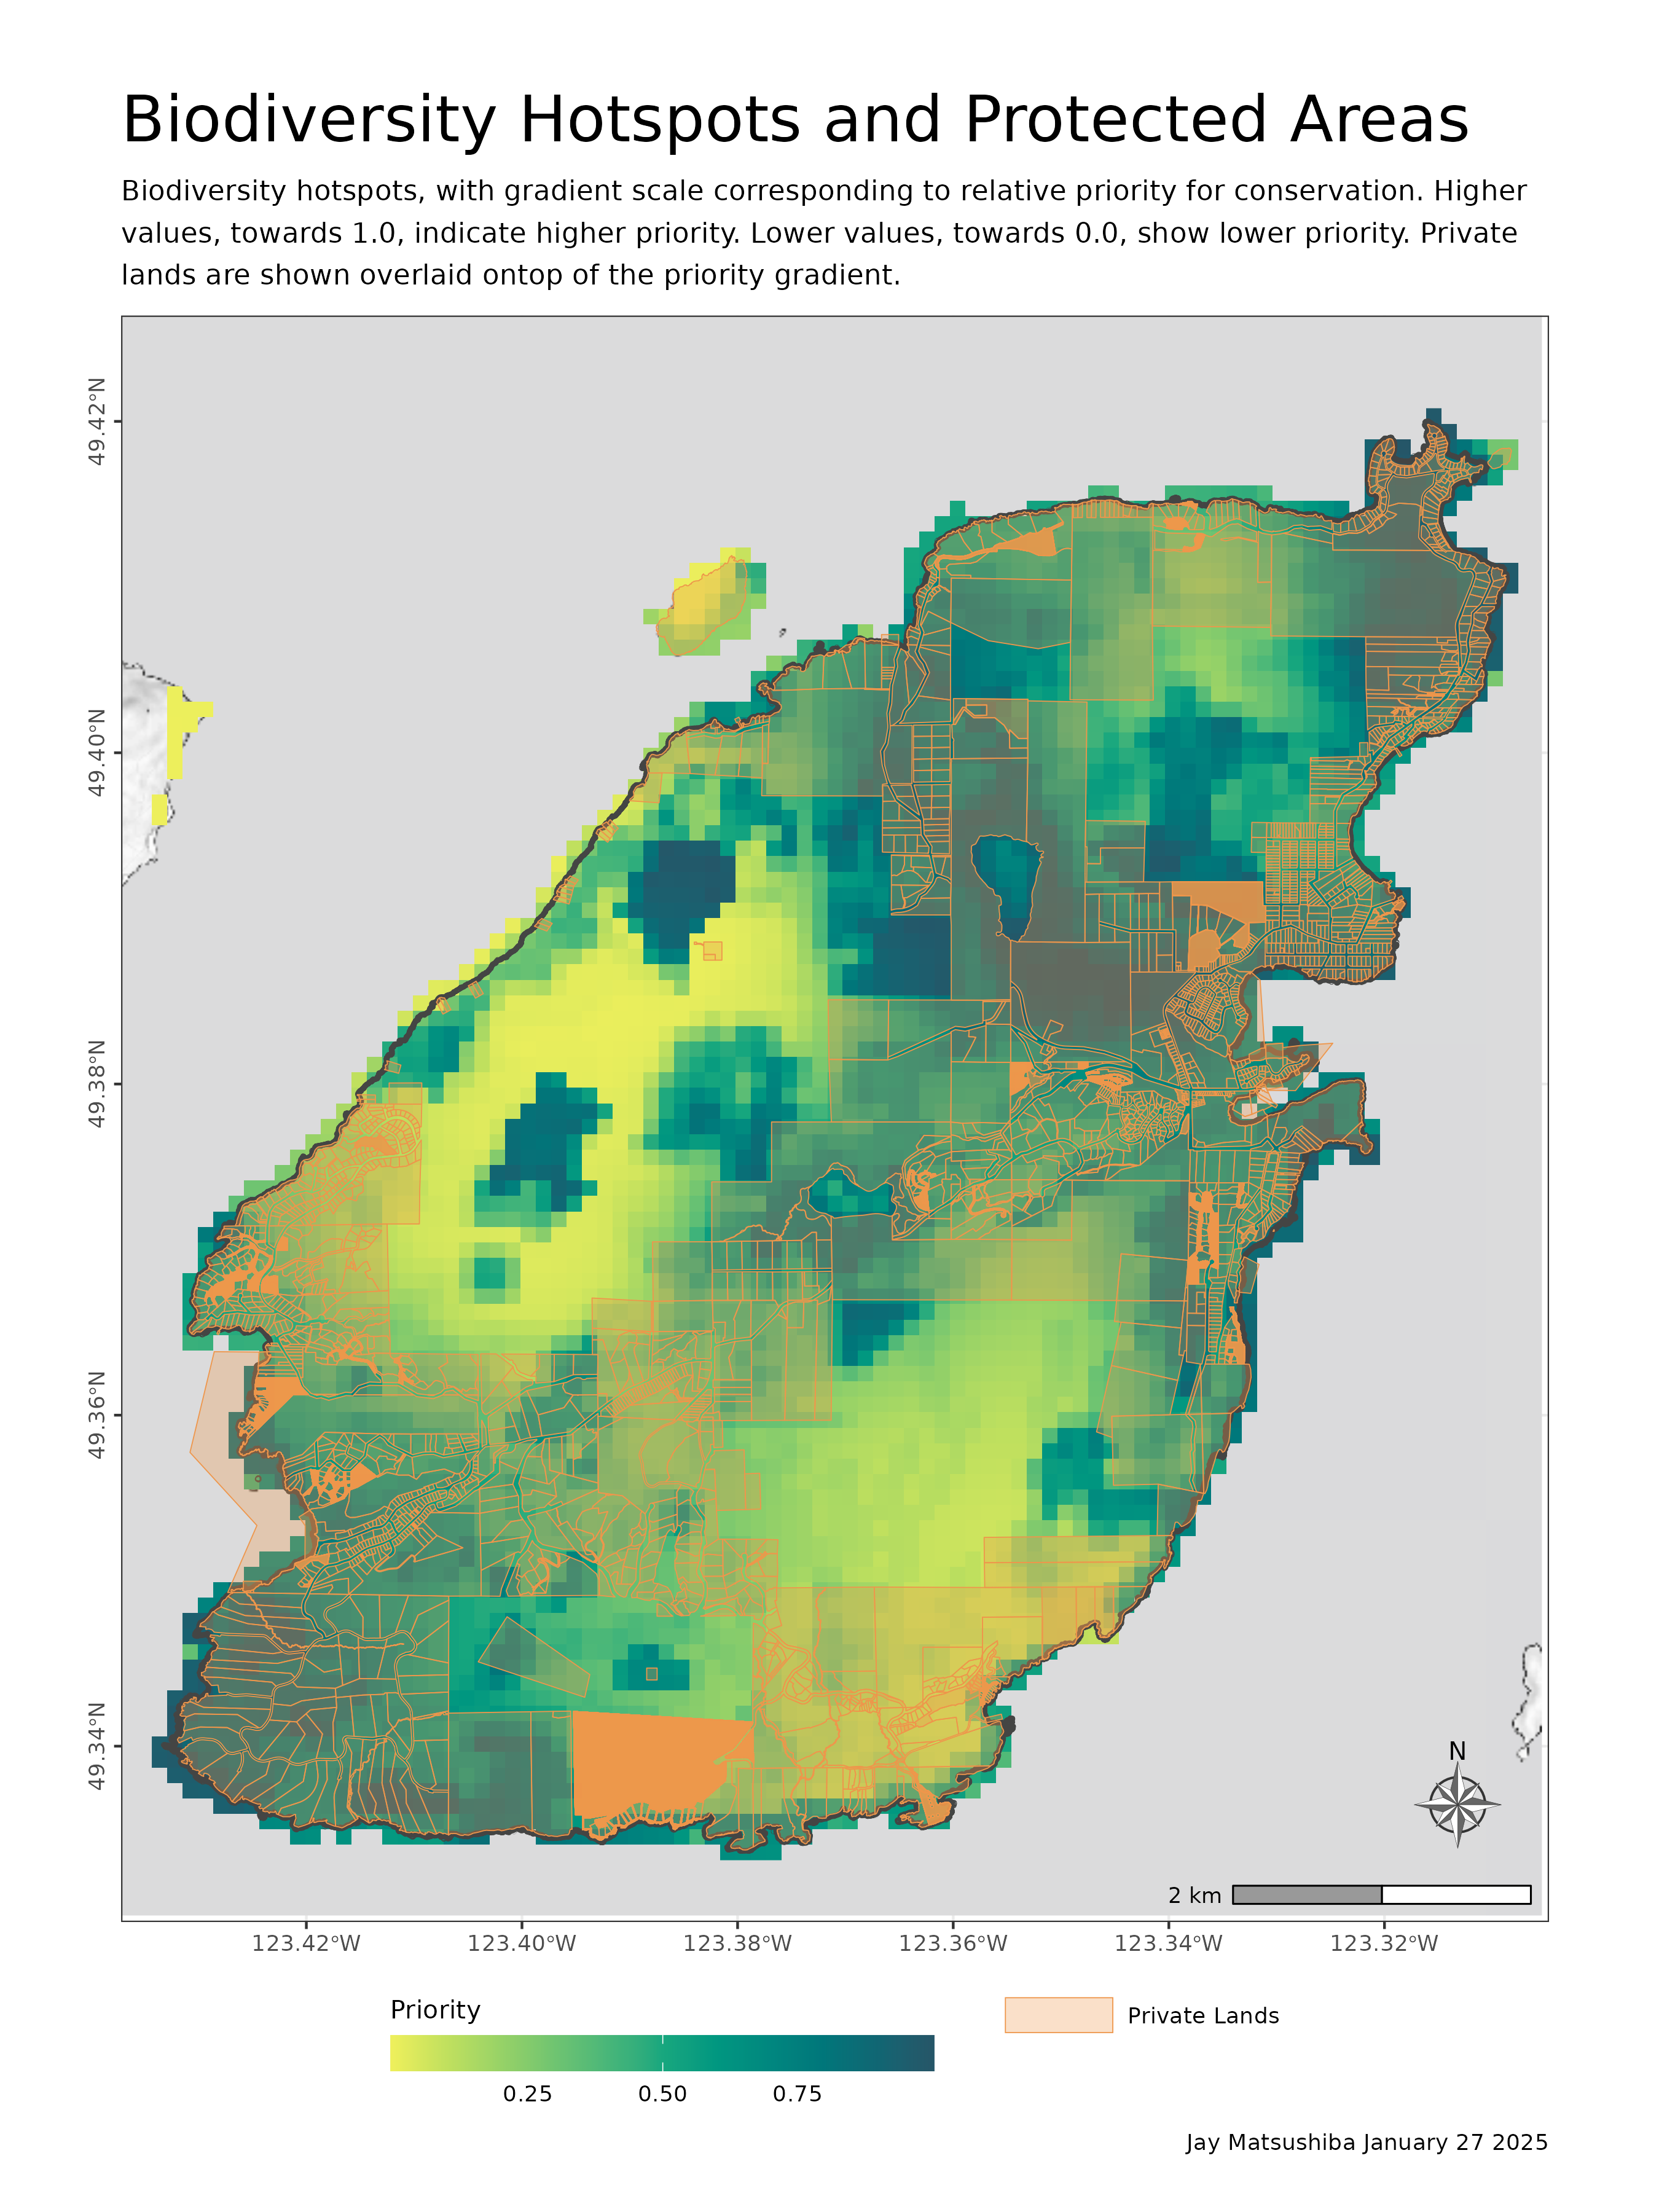 Biodiversity Hotspots and Protected Areas
Biodiversity hotspots, with gradient scale corresponding to relative priority for conservation. Higher
values, towards 1.0, indicate higher priority. Lower values, towards 0.0, show lower priority. Private
lands are shown overlaid ontop of the priority gradient.
49.42°N
49.40°N
49.38°N
49.36°N
49.34°N
N
2 km
123.42°W 123.40°W 123.38°W 123.36°W 123.34°W 123.32°W
Priority
0.25 0.50 0.75
Private Lands
Jay Matsushiba January 27 2025